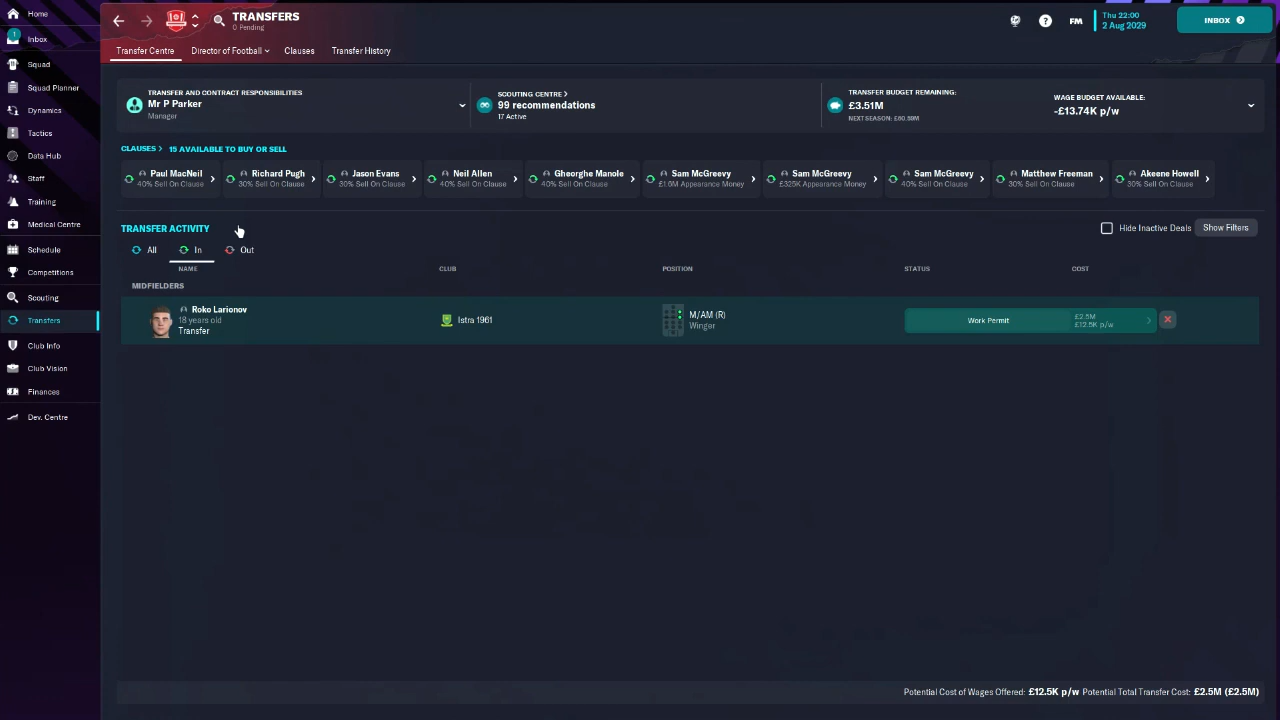 Home
1
Inbox
Squad
Squad Planner
Dynamics
Tactics
Data Hub
Staff
Training
Medical Centre
Schedule
Competitions
Scouting
Transfers
Club Info
Club Vision
Finances
Dev. Centre
TRANSFERS
0 Pending
?
FM
Thu 22:00
2 Aug 2029
INBOX
Transfer Centre
Director of Football
Clauses
Transfer History
TRANSFER AND CONTRACT RESPONSIBILITIES
Mr P Parker
Manager
SCOUTING CENTRE >
99 recommendations
17 Active
TRANSFER BUDGET REMAINING:
£3.51M
NEXT SEASON: £60.89M
WAGE BUDGET AVAILABLE:
-£13.74K p/w
CLAUSES > 15 AVAILABLE TO BUY OR SELL
Paul MacNeil
40% Sell On Clause
Richard Pugh
30% Sell On Clause
Jason Evans
30% Sell On Clause
Neil Allen
40% Sell On Clause
Gheorghe Manole
40% Sell On Clause
Sam McGreevy
£1.6M Appearance Money
Sam McGreevy
£325K Appearance Money
Sam McGreevy
40% Sell On Clause
Matthew Freeman
30% Sell On Clause
Akeene Howell
30% Sell On Clause
TRANSFER ACTIVITY
Hide Inactive Deals
Show Filters
All
In
Out
NAME
CLUB
POSITION
STATUS
COST
MIDFIELDERS
Roko Larionov
18 years old
Transfer
Istra 1961
M/AM (R)
Winger
Work Permit
£2.5M
£12.5K p/w
Potential Cost of Wages Offered: £12.5K p/w Potential Total Transfer Cost: £2.5M (£2.5M)